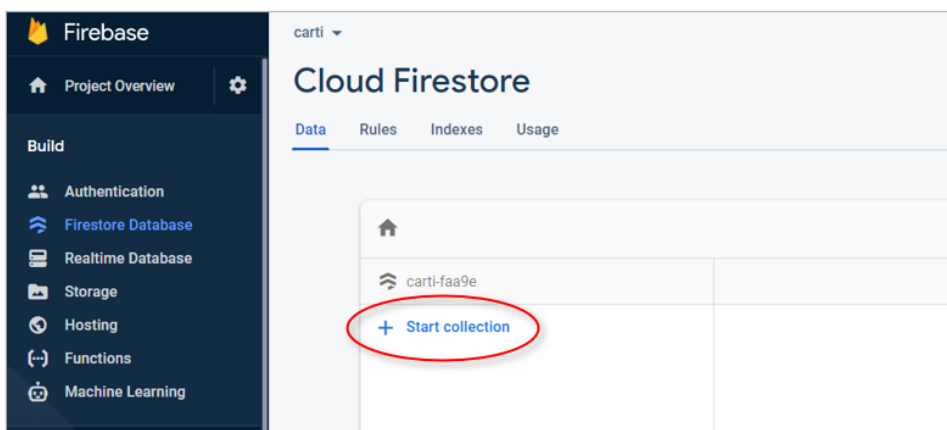 Firebase
Project Overview
Build
Authentication
Firestore Database
Realtime Database
Storage
Hosting
Functions
Machine Learning
carti
Cloud Firestore
Data Rules Indexes Usage
carti-faa9e
+ Start collection